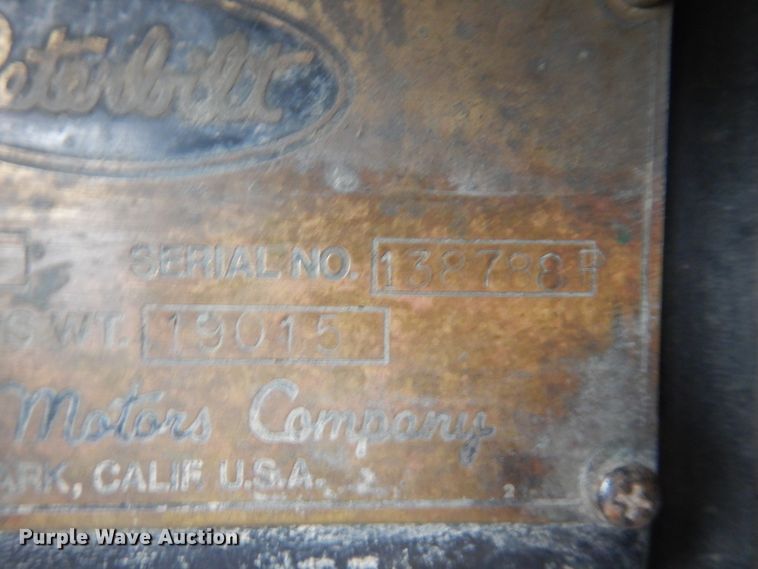 Peterbilt
SERIAL NO. 138788P
WT. 19015
Motors Company
ARK, CALIF. U.S.A.
Purple Wave Auction